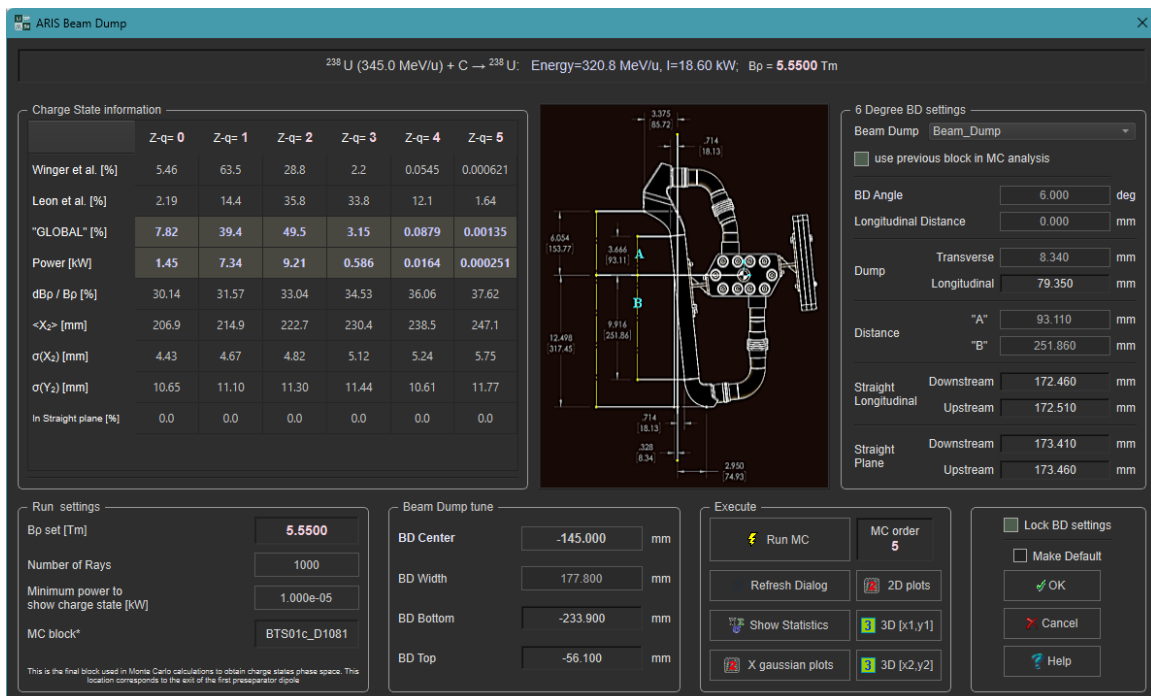 ARIS Beam Dump
²³⁸U (345.0 MeV/u) + C → ²³⁸U: Energy=320.8 MeV/u, I=18.60 kW; Bρ = 5.5500 Tm
Charge State information
Z-q= 0 Z-q= 1 Z-q= 2 Z-q= 3 Z-q= 4 Z-q= 5
Winger et al. [%] 5.46 63.5 28.8 2.2 0.0545 0.000621
Leon et al. [%] 2.19 14.4 35.8 33.8 12.1 1.64
"GLOBAL" [%] 7.82 39.4 49.5 3.15 0.0879 0.00135
Power [kW] 1.45 7.34 9.21 0.586 0.0164 0.000251
dBp / Bp [%] 30.14 31.57 33.04 34.53 36.06 37.62
<X₂> [mm] 206.9 214.9 222.7 230.4 238.5 247.1
σ(X₂) [mm] 4.43 4.67 4.82 5.12 5.24 5.75
σ(Y₂) [mm] 10.65 11.10 11.30 11.44 10.61 11.77
In Straight plane [%] 0.0 0.0 0.0 0.0 0.0 0.0
3.375
[85.72]
.714
[18.13]
6.054
[153.77]
3.666
[93.11]
A
B
9.916
[251.86]
12.498
[317.45]
.714
[18.13]
.328
[8.34]
2.950
[74.93]
6 Degree BD settings
Beam Dump Beam_Dump
use previous block in MC analysis
BD Angle 6.000 deg
Longitudinal Distance 0.000 mm
Dump
Transverse 8.340 mm
Longitudinal 79.350 mm
Distance
"A" 93.110 mm
"B" 251.860 mm
Straight
Longitudinal
Downstream 172.460 mm
Upstream 172.510 mm
Straight
Plane
Downstream 173.410 mm
Upstream 173.460 mm
Run settings
Bρ set [Tm] 5.5500
Number of Rays 1000
Minimum power to
show charge state [kW] 1.000e-05
MC block* BTS01c_D1081
This is the final block used in Monte Carlo calculations to obtain charge states phase space. This
location corresponds to the exit of the first preseparator dipole
Beam Dump tune
BD Center -145.000 mm
BD Width 177.800 mm
BD Bottom -233.900 mm
BD Top -56.100 mm
Execute
Run MC
MC order
5
Refresh Dialog
2 2D plots
Show Statistics
3 3D [x1,y1]
2 X gaussian plots
3 3D [x2,y2]
Lock BD settings
Make Default
OK
Cancel
Help